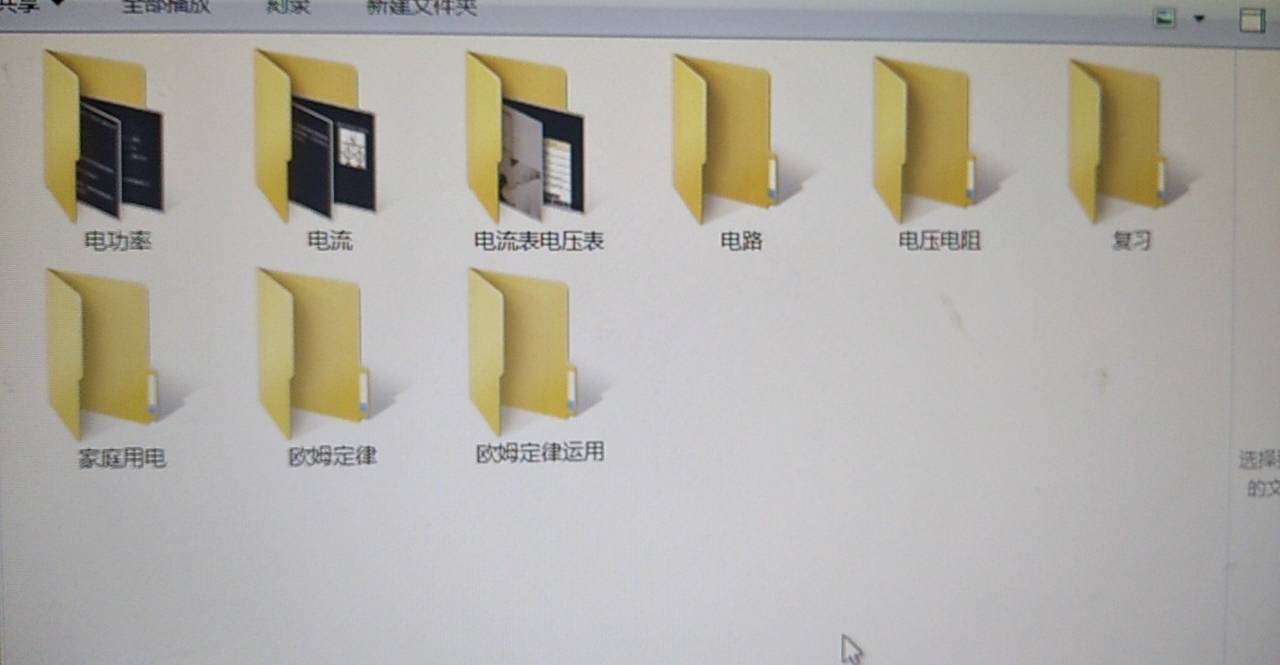 共享 全部播放 刻录 新建文件夹
电功率 电流 电流表电压表 电路 电压电阻 复习
家庭用电 欧姆定律 欧姆定律运用
选择
的文